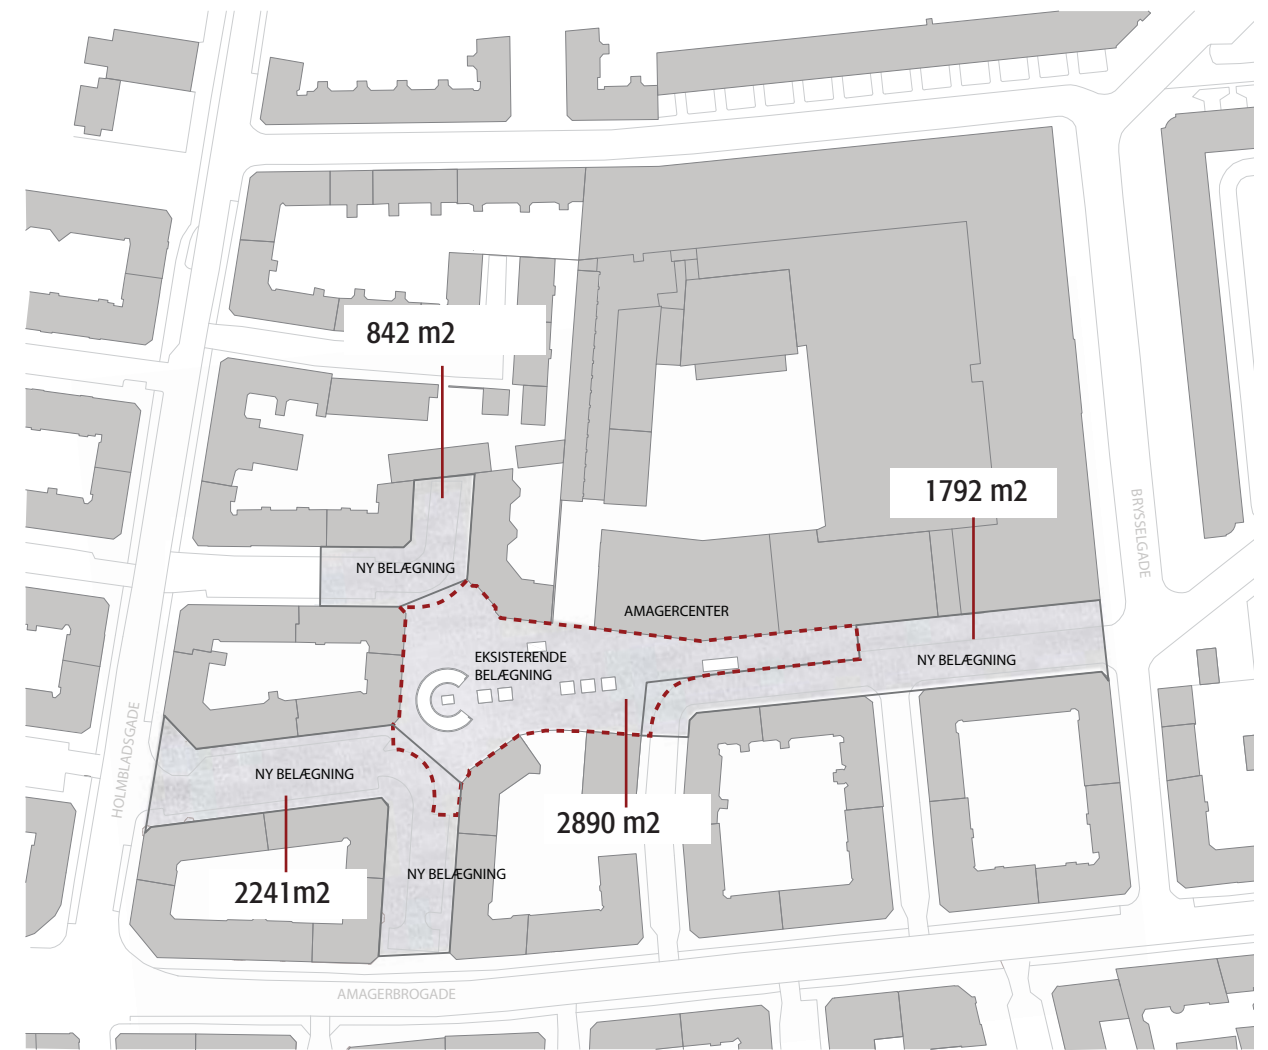 842 m2
1792 m2
BRYSSELGADE
NY BELÆGNING
AMAGERCENTER
EKSISTERENDE
BELÆGNING
NY BELÆGNING
HOLMBLADSGADE
NY BELÆGNING
2890 m2
2241m2
NY BELÆGNING
AMAGERBROGADE